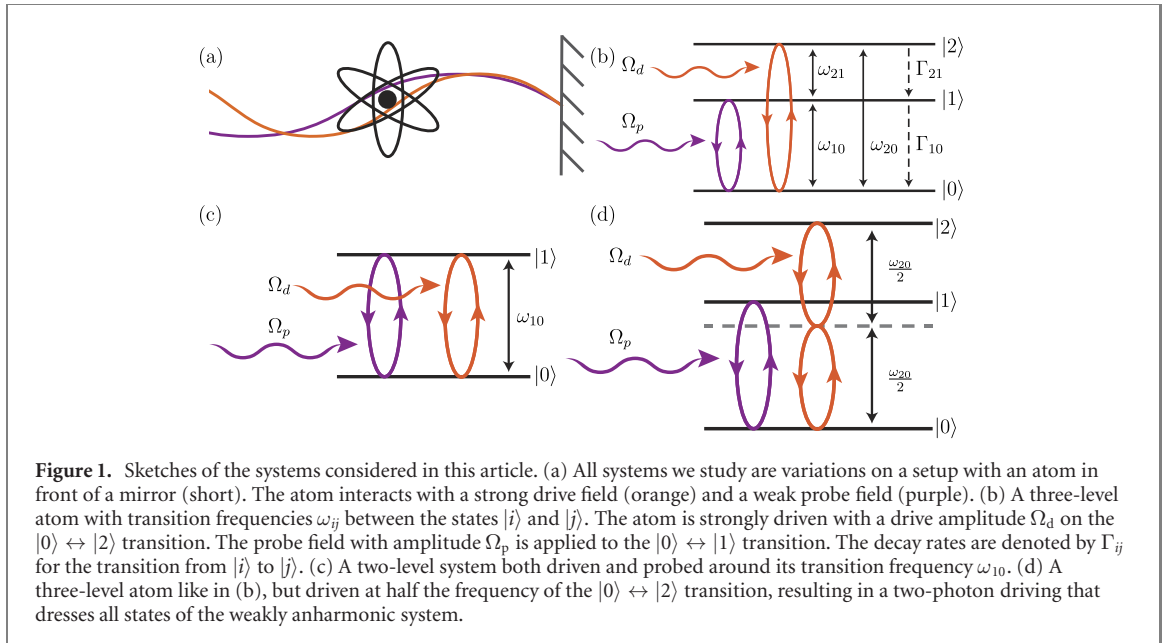 (a)
(b)
Ω_d
Ω_p
|2⟩
|1⟩
|0⟩
ω_21
ω_10
ω_20
Γ_21
Γ_10
(c)
Ω_d
Ω_p
|1⟩
|0⟩
ω_10
(d)
Ω_d
Ω_p
|2⟩
|1⟩
|0⟩
ω_20/2
ω_20/2
Figure 1. Sketches of the systems considered in this article. (a) All systems we study are variations on a setup with an atom in
front of a mirror (short). The atom interacts with a strong drive field (orange) and a weak probe field (purple). (b) A three-level
atom with transition frequencies ω_ij between the states |i⟩ and |j⟩. The atom is strongly driven with a drive amplitude Ω_d on the
|0⟩ ↔ |2⟩ transition. The probe field with amplitude Ω_p is applied to the |0⟩ ↔ |1⟩ transition. The decay rates are denoted by Γ_ij
for the transition from |i⟩ to |j⟩. (c) A two-level system both driven and probed around its transition frequency ω_10. (d) A
three-level atom like in (b), but driven at half the frequency of the |0⟩ ↔ |2⟩ transition, resulting in a two-photon driving that
dresses all states of the weakly anharmonic system.